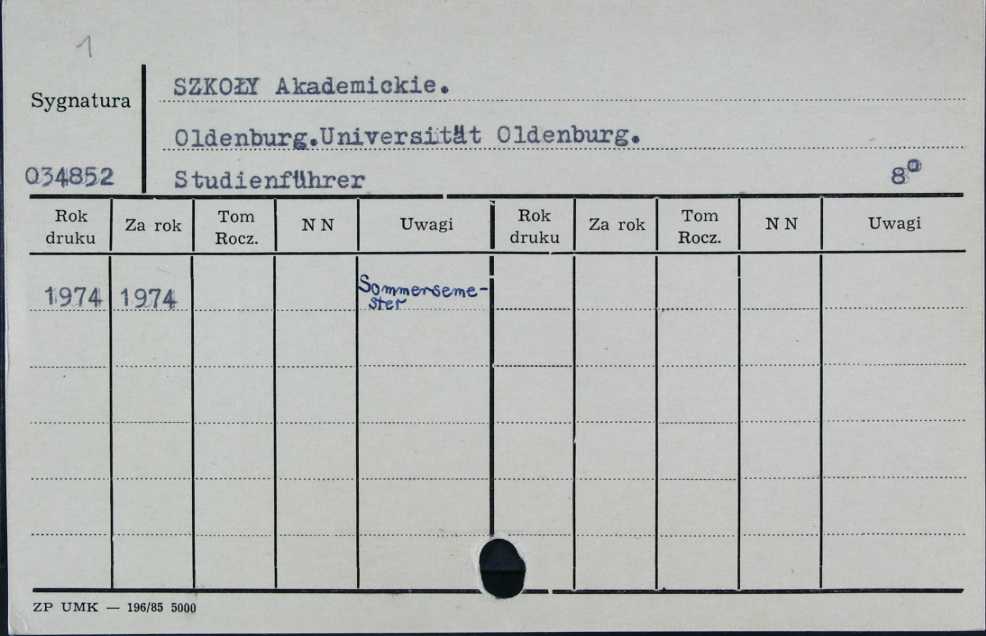 1
SZKOŁY Akademickie.
Sygnatura
Oldenburg.Universität Oldenburg.
034852 Studienführer 8°
Rok druku Za rok Tom Rocz. N N Uwagi Rok druku Za rok Tom Rocz. N N Uwagi
1974 1974 Sommerseme-
ster
ZP UMK — 196/85 5000